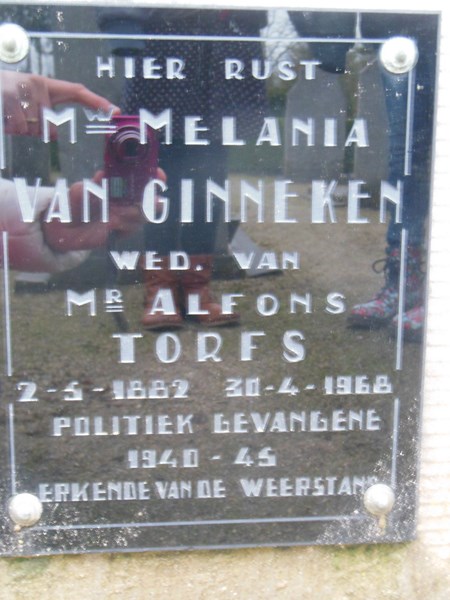 HIER RUST
MW MELANIA
VAN GINNEKEN
WED. VAN
MR ALFONS
TORFS
2-5-1882 30-4-1968
POLITIEK GEVANGENE
1940-45
ERKENDE VAN DE WEERSTAND